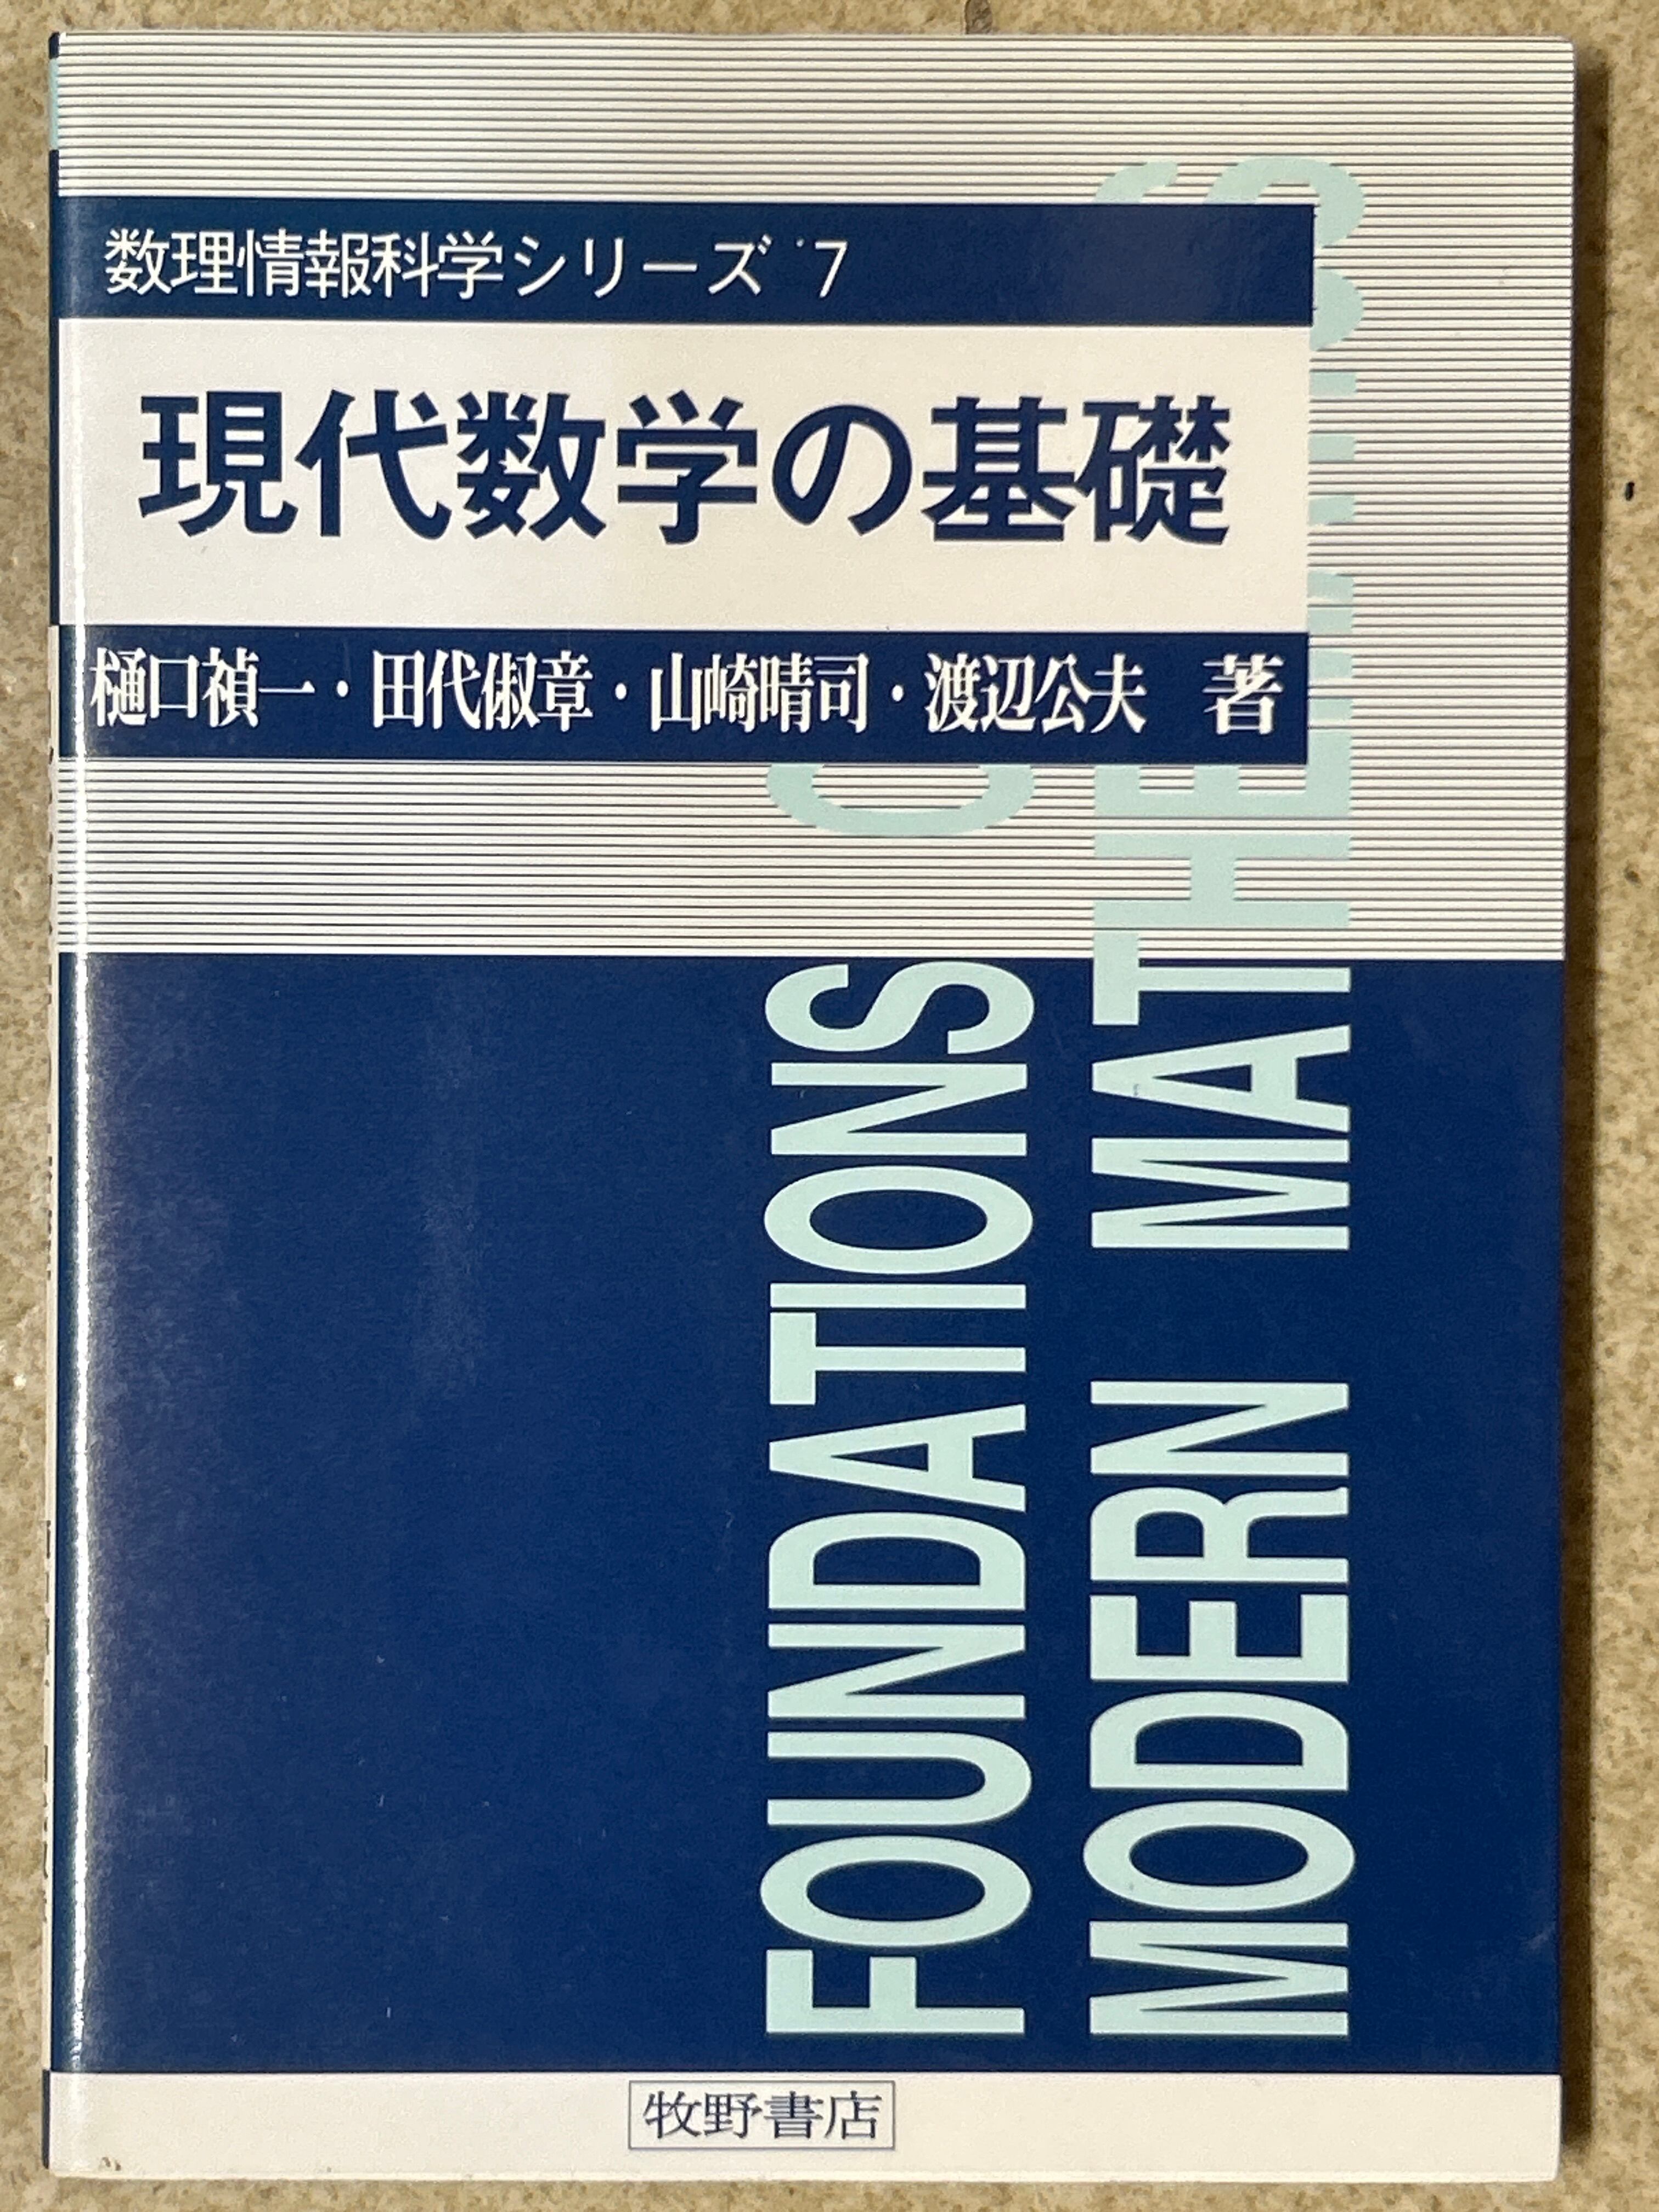 数理情報科学シリーズ 7
現代数学の基礎
樋口禎一・田代俶章・山崎晴司・渡辺公夫 著
FOUNDATIONS
MODERN MATHEMATICS
牧野書店